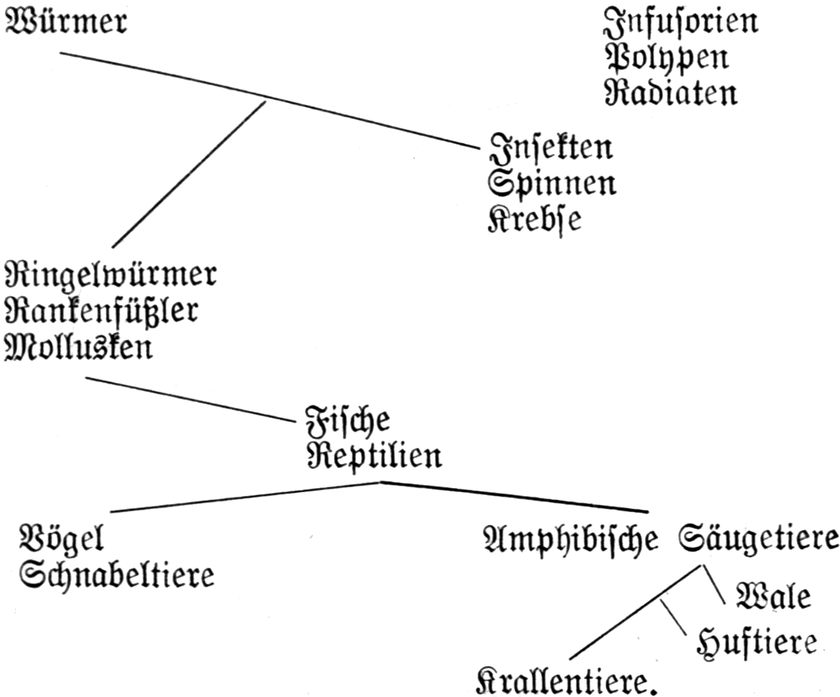 Würmer
Infuſorien
Polypen
Radiaten
Inſekten
Spinnen
Krebſe
Ringelwürmer
Rankenfüßler
Mollusken
Fiſche
Reptilien
Vögel
Schnabeltiere
Amphibiſche Säugetiere
Wale
Huftiere
Krallentiere.